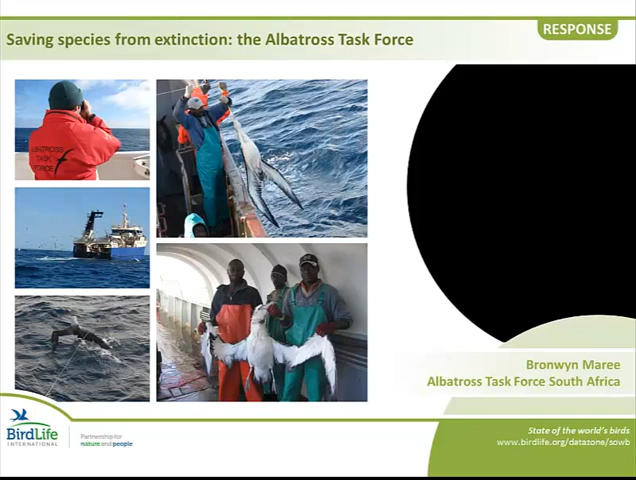 RESPONSE
Saving species from extinction: the Albatross Task Force
ALBATROSS
TASK
FORCE
Bronwyn Maree
Albatross Task Force South Africa
BirdLife
INTERNATIONAL
Partnership for
nature and people
State of the world's birds
www.birdlife.org/datazone/sowb